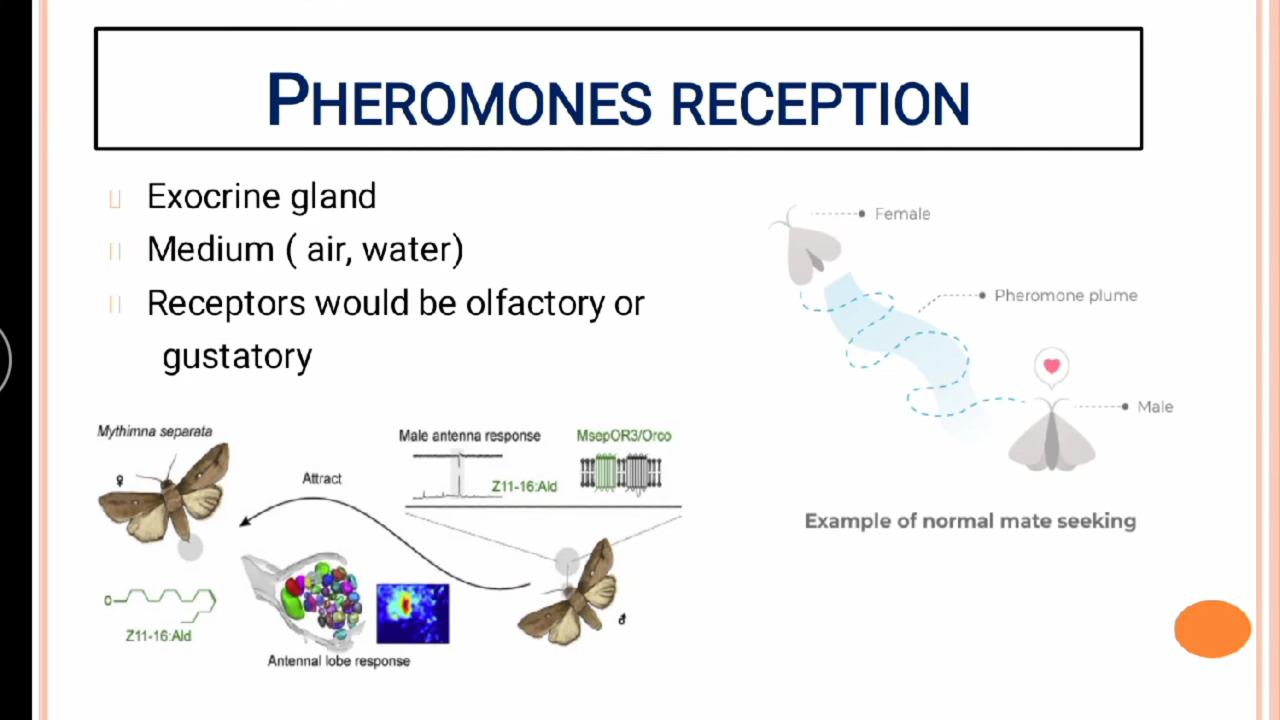 PHEROMONES RECEPTION
Exocrine gland
Medium ( air, water)
Receptors would be olfactory or
gustatory
Female
Pheromone plume
Male
Example of normal mate seeking
Mythimna separata
♀
Attract
Male antenna response
MsepOR3/Orco
Z11-16:Ald
O
Z11-16:Ald
Antennal lobe response
♂